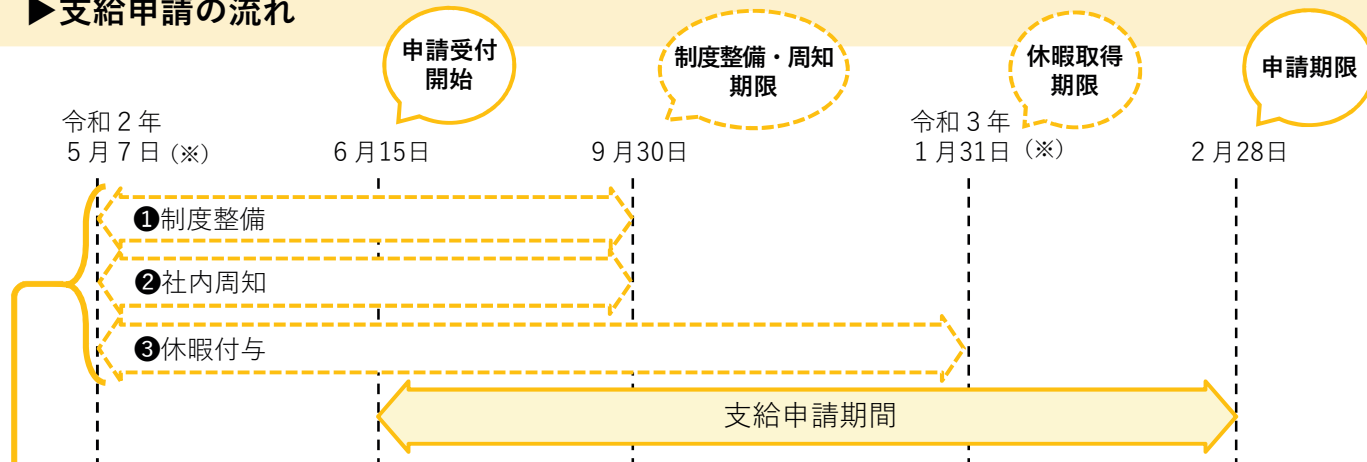 ▶支給申請の流れ
申請受付
開始
制度整備・周知
期限
休暇取得
期限
申請期限
令和２年
５月７日（※）
６月15日
９月30日
令和３年
１月31日（※）
２月28日
❶制度整備
❷社内周知
❸休暇付与
支給申請期間